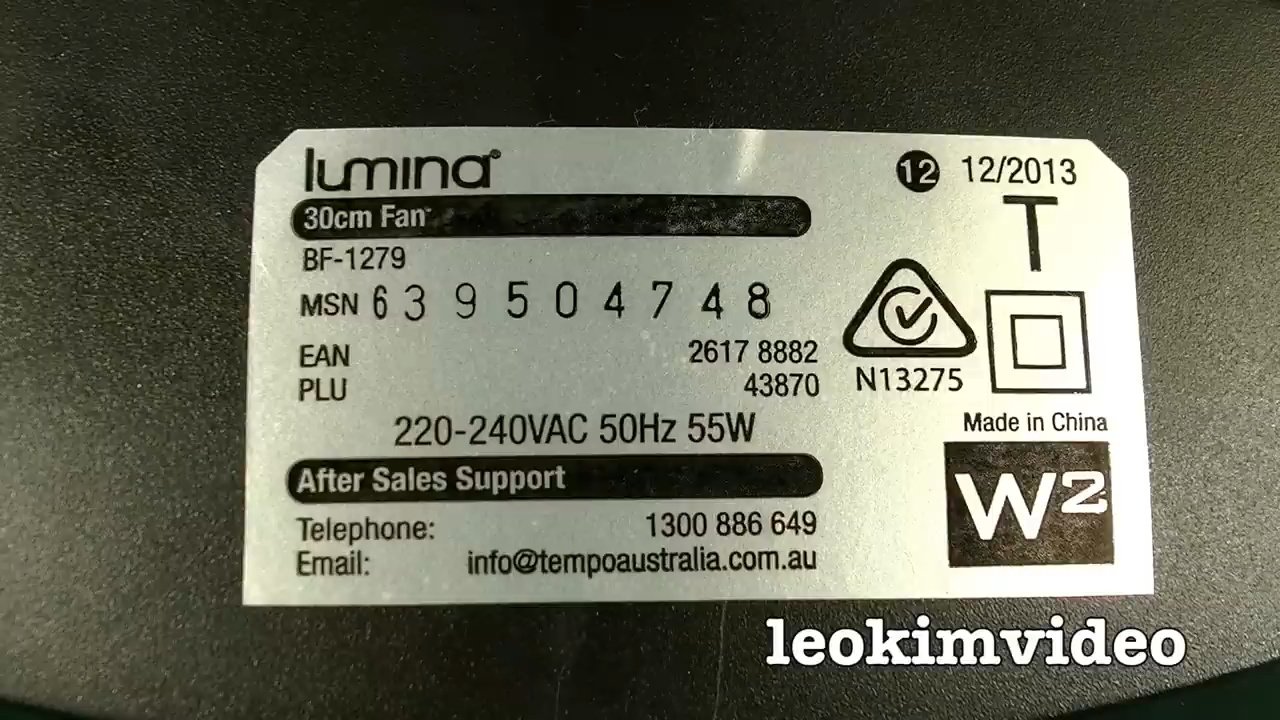 lumina®
12 12/2013
30cm Fan
T
BF-1279
MSN 639504748
EAN 2617 8882
PLU 43870
N13275
220-240VAC 50Hz 55W
Made in China
After Sales Support
W2
Telephone: 1300 886 649
Email: info@tempoaustralia.com.au
leokimvideo